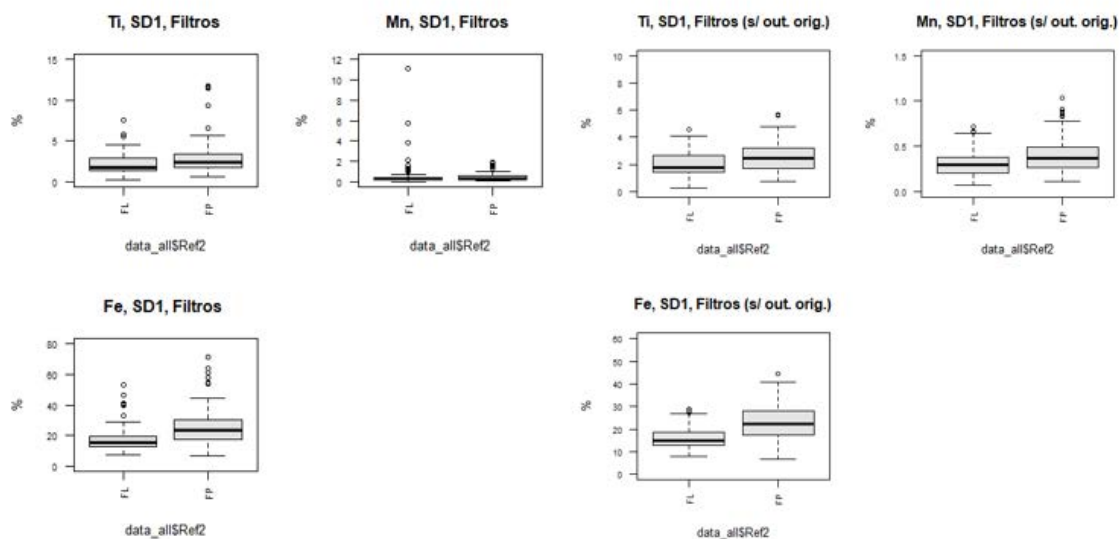 Ti, SD1, Filtros
%
15
10
5
0
FL
FP
data_all$Ref2
Mn, SD1, Filtros
%
12
10
8
6
4
2
0
FL
FP
data_all$Ref2
Ti, SD1, Filtros (s/ out. orig.)
%
10
8
6
4
2
0
FL
FP
data_all$Ref2
Mn, SD1, Filtros (s/ out. orig.)
%
1.5
1.0
0.5
0.0
FL
FP
data_all$Ref2
Fe, SD1, Filtros
%
80
60
40
20
0
FL
FP
data_all$Ref2
Fe, SD1, Filtros (s/ out. orig.)
%
60
50
40
30
20
10
0
FL
FP
data_all$Ref2